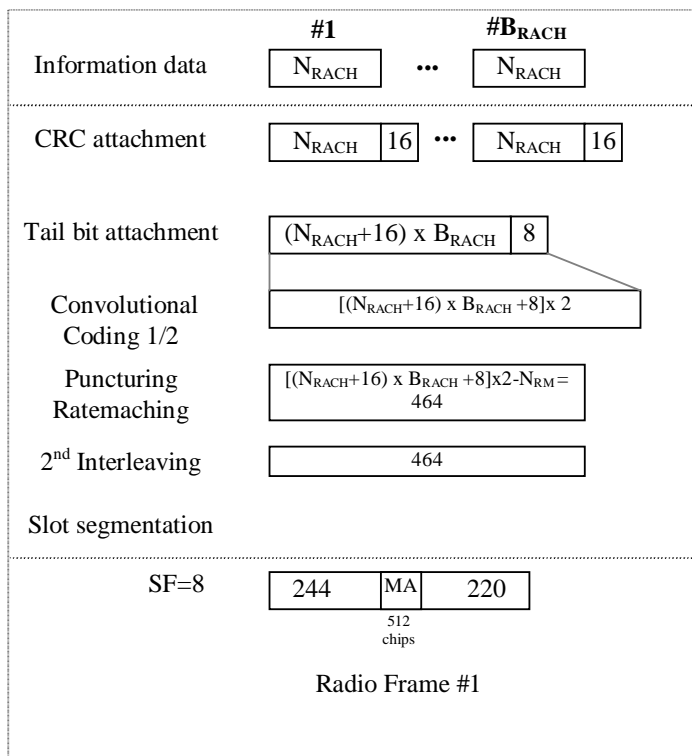 #1 #B_RACH
Information data N_RACH ... N_RACH
CRC attachment N_RACH 16 ... N_RACH 16
Tail bit attachment (N_RACH+16) x B_RACH 8
Convolutional
Coding 1/2
[(N_RACH+16) x B_RACH +8]x 2
Puncturing
Ratemaching
[(N_RACH+16) x B_RACH +8]x2-N_RM =
464
2nd Interleaving 464
Slot segmentation
SF=8 244 MA 220
512
chips
Radio Frame #1